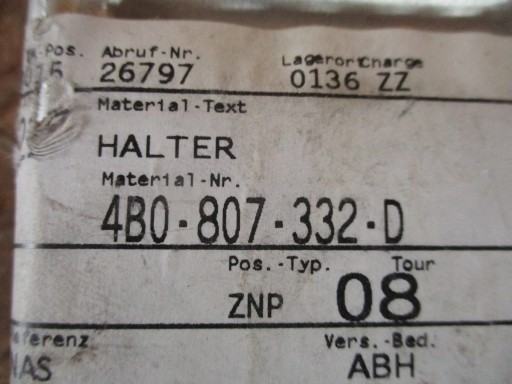 -Pos. Abruf-Nr. Lagerort Charge
26797 0136 ZZ
Material-Text
HALTER
Material-Nr.
4B0-807-332-D
Pos.-Typ. Tour
ZNP 08
Vers.-Bed.
ABH